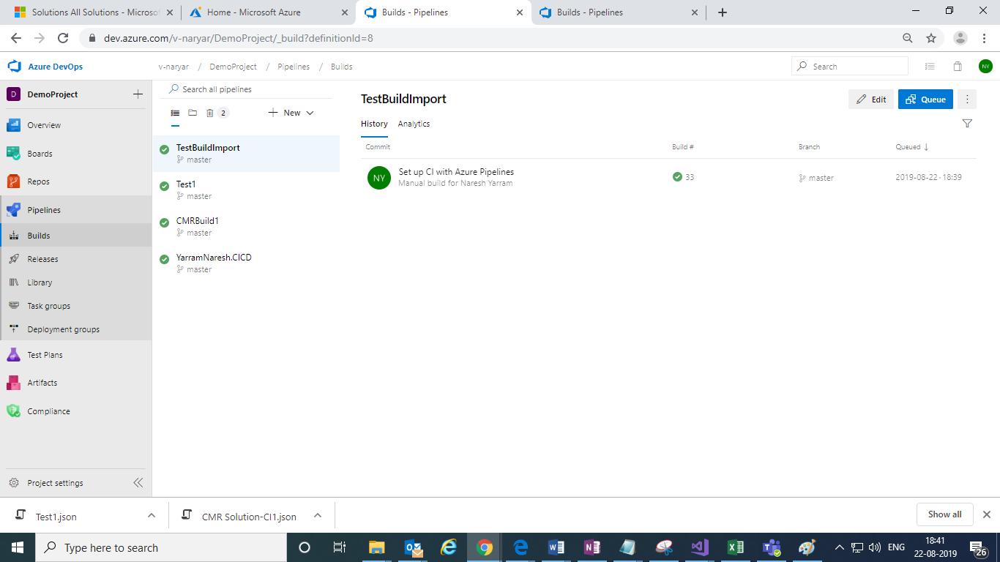 Solutions All Solutions - Microsof
Home - Microsoft Azure
Builds - Pipelines
Builds - Pipelines
dev.azure.com/v-naryar/DemoProject/_build?definitionId=8
Azure DevOps
v-naryar / DemoProject / Pipelines / Builds
Search
NY
D DemoProject
Overview
Boards
Repos
Pipelines
Builds
Releases
Library
Task groups
Deployment groups
Test Plans
Artifacts
Compliance
Project settings
Search all pipelines
2
New
TestBuildImport
master
Test1
master
CMRBuild1
master
YarramNaresh.CICD
master
TestBuildImport
Edit
Queue
History Analytics
Commit Build # Branch Queued
NY
Set up CI with Azure Pipelines
Manual build for Naresh Yarram
33
master
2019-08-22 · 18:39
Test1.json
CMR Solution-CI1.json
Show all
Type here to search
ENG
18:41
22-08-2019
26